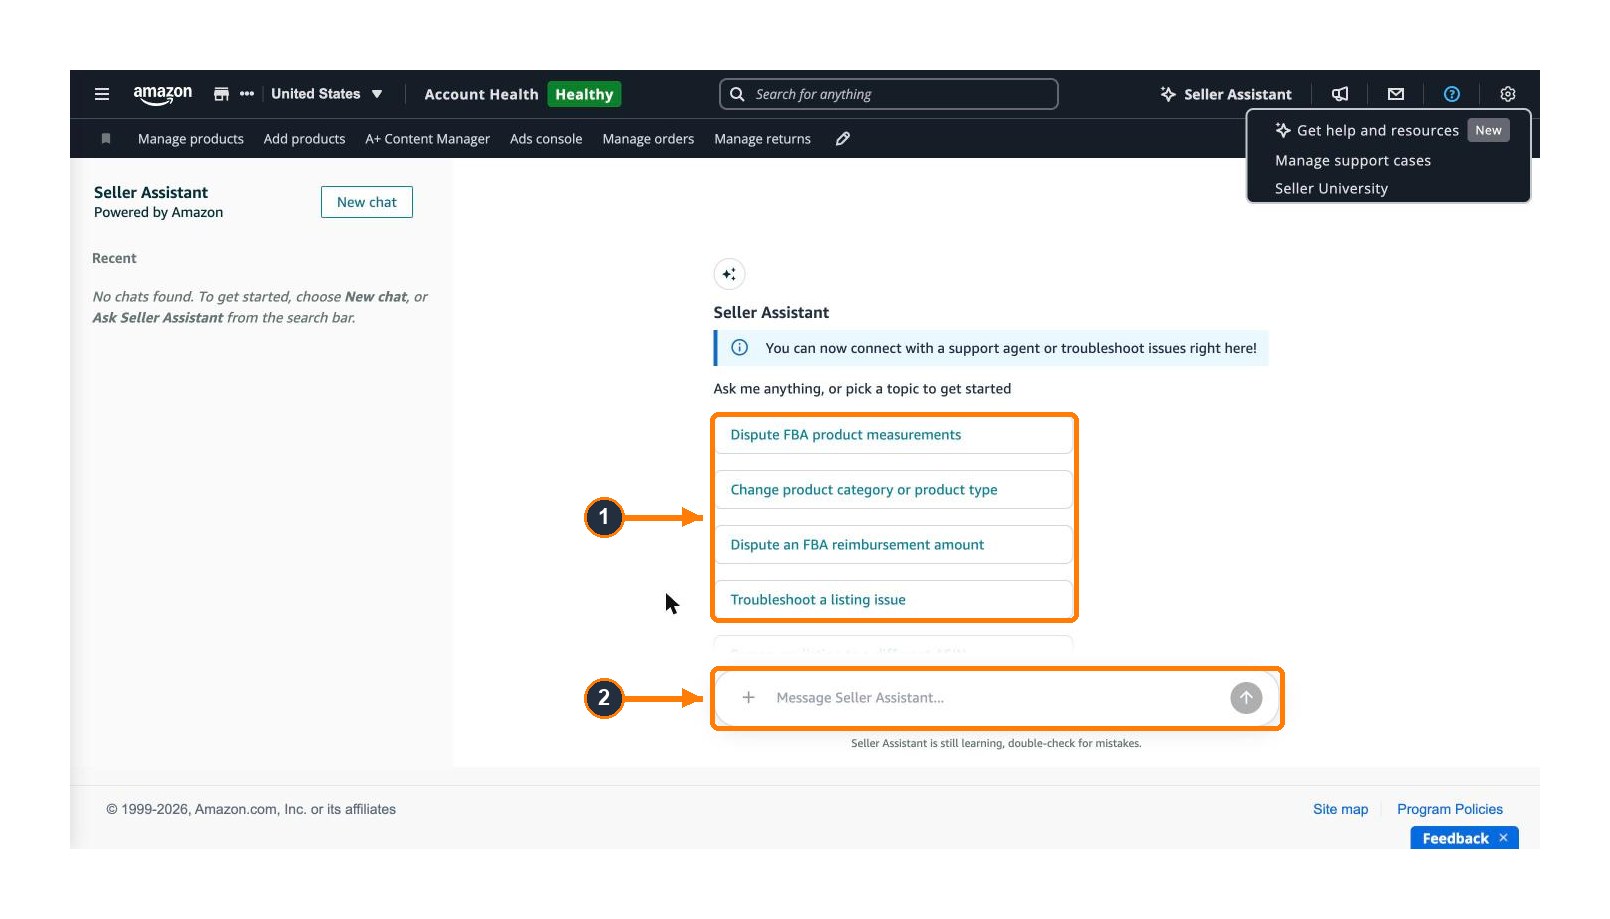 amazon
United States
Account Health Healthy
Search for anything
Seller Assistant
Manage products Add products A+ Content Manager Ads console Manage orders Manage returns
Get help and resources New
Manage support cases
Seller University
Seller Assistant
Powered by Amazon
New chat
Recent
No chats found. To get started, choose New chat, or
Ask Seller Assistant from the search bar.
Seller Assistant
You can now connect with a support agent or troubleshoot issues right here!
Ask me anything, or pick a topic to get started
Dispute FBA product measurements
Change product category or product type
1
Dispute an FBA reimbursement amount
Troubleshoot a listing issue
2
Message Seller Assistant...
Seller Assistant is still learning, double-check for mistakes.
© 1999-2026, Amazon.com, Inc. or its affiliates
Site map Program Policies
Feedback ×